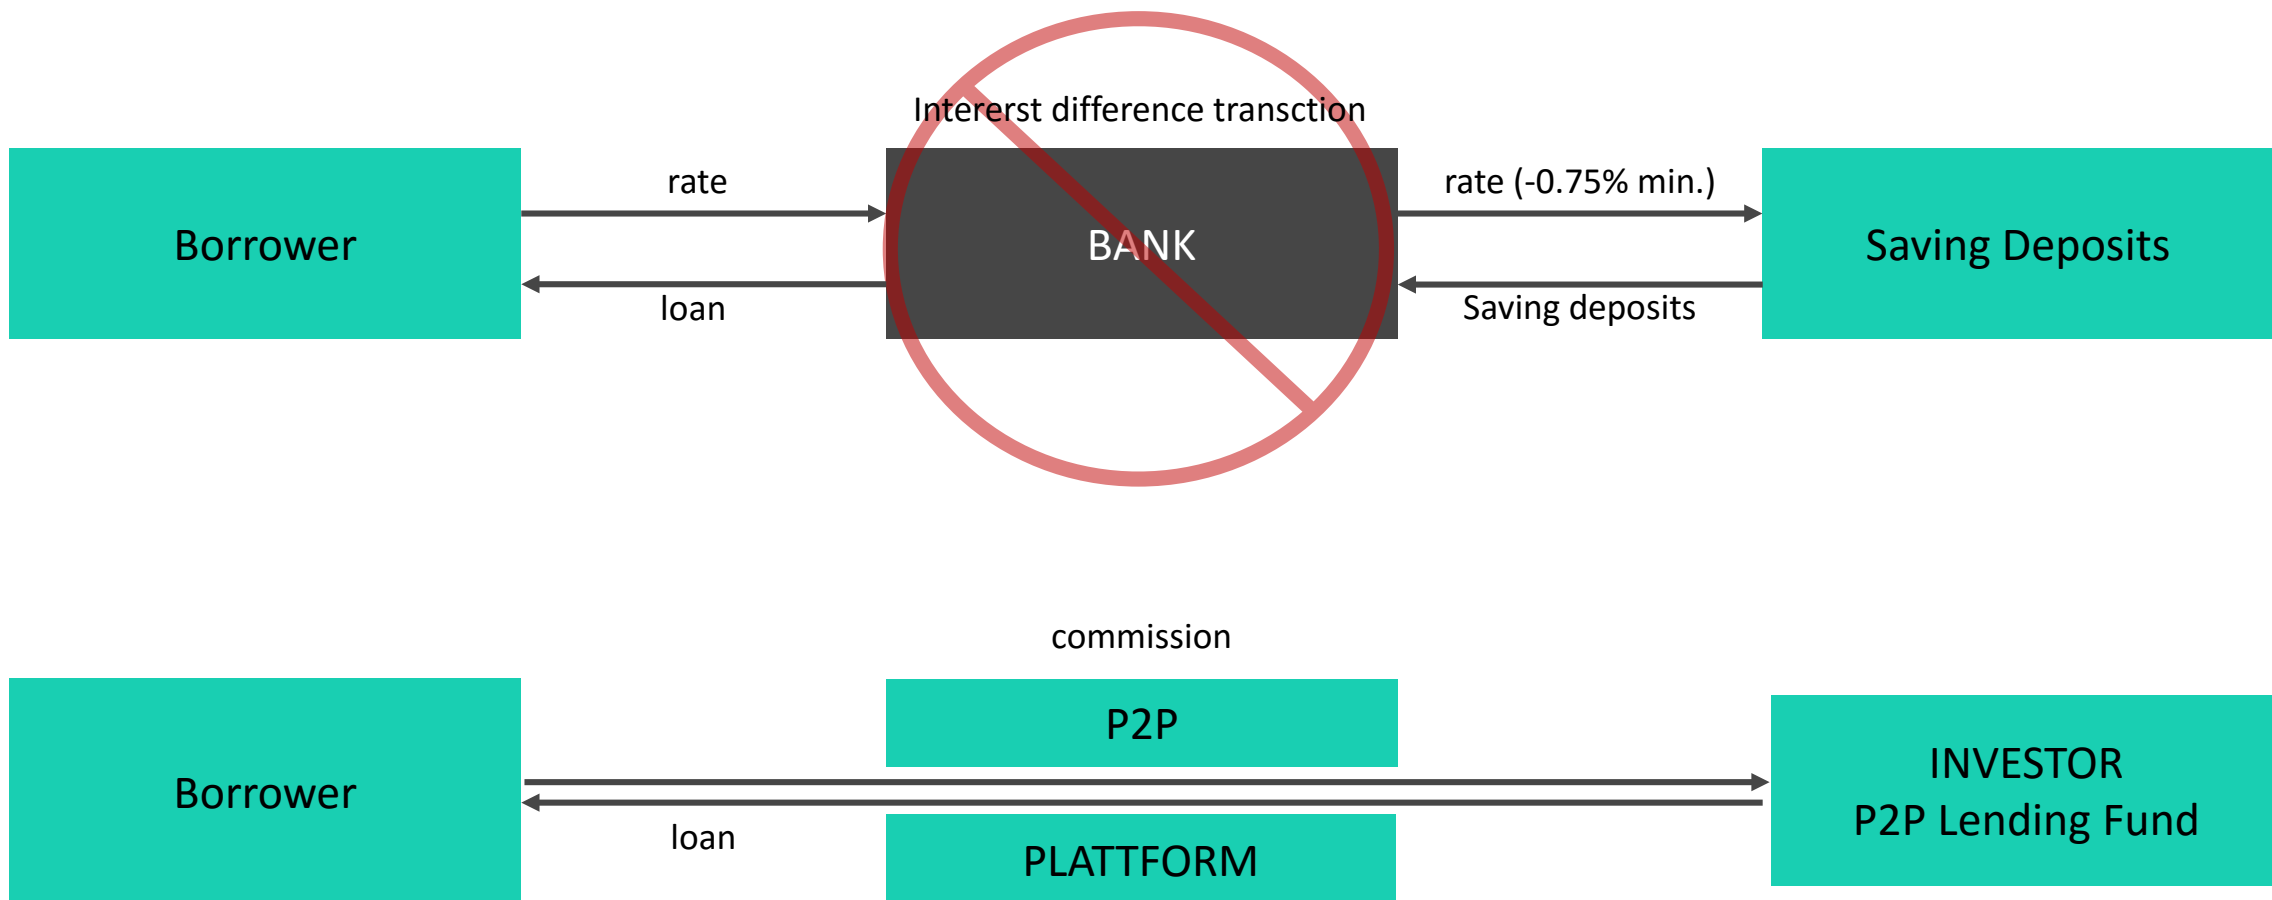 Intererst difference transction
rate
rate (-0.75% min.)
Borrower
BANK
Saving Deposits
loan
Saving deposits
commission
P2P
Borrower
INVESTOR
P2P Lending Fund
loan
PLATTFORM